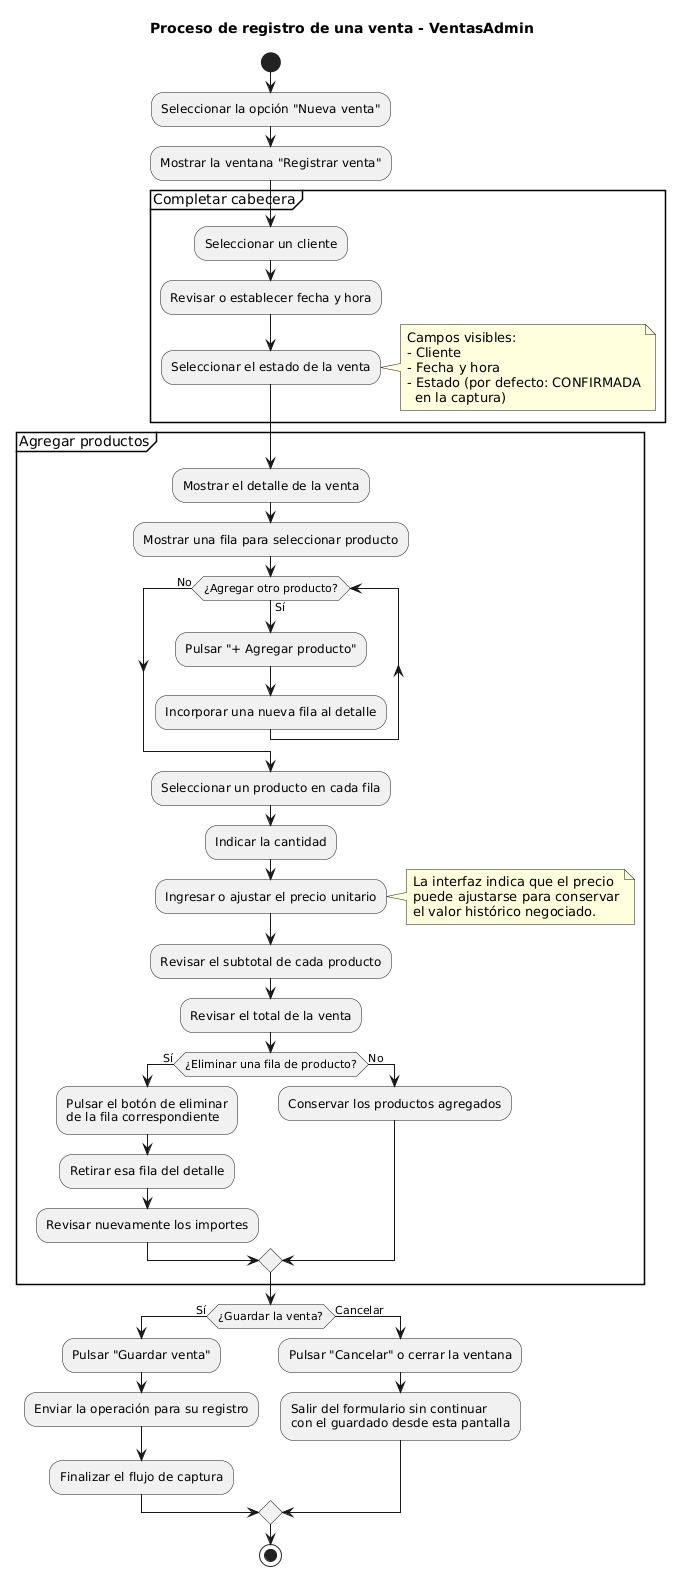 Proceso de registro de una venta - VentasAdmin
Seleccionar la opción "Nueva venta"
Mostrar la ventana "Registrar venta"
Completar cabecera
Seleccionar un cliente
Revisar o establecer fecha y hora
Seleccionar el estado de la venta
Campos visibles:
- Cliente
- Fecha y hora
- Estado (por defecto: CONFIRMADA
en la captura)
Agregar productos
Mostrar el detalle de la venta
Mostrar una fila para seleccionar producto
No
¿Agregar otro producto?
Sí
Pulsar "+ Agregar producto"
Incorporar una nueva fila al detalle
Seleccionar un producto en cada fila
Indicar la cantidad
Ingresar o ajustar el precio unitario
La interfaz indica que el precio
puede ajustarse para conservar
el valor histórico negociado.
Revisar el subtotal de cada producto
Revisar el total de la venta
Sí
¿Eliminar una fila de producto?
No
Pulsar el botón de eliminar
de la fila correspondiente
Conservar los productos agregados
Retirar esa fila del detalle
Revisar nuevamente los importes
Sí
¿Guardar la venta?
Cancelar
Pulsar "Guardar venta"
Pulsar "Cancelar" o cerrar la ventana
Enviar la operación para su registro
Salir del formulario sin continuar
con el guardado desde esta pantalla
Finalizar el flujo de captura